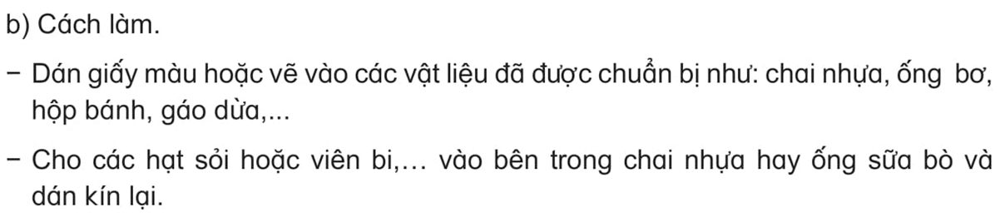 b) Cách làm.
– Dán giấy màu hoặc vẽ vào các vật liệu đã được chuẩn bị như: chai nhựa, ống bơ,
hộp bánh, gáo dừa,...
– Cho các hạt sỏi hoặc viên bi,... vào bên trong chai nhựa hay ống sữa bò và
dán kín lại.